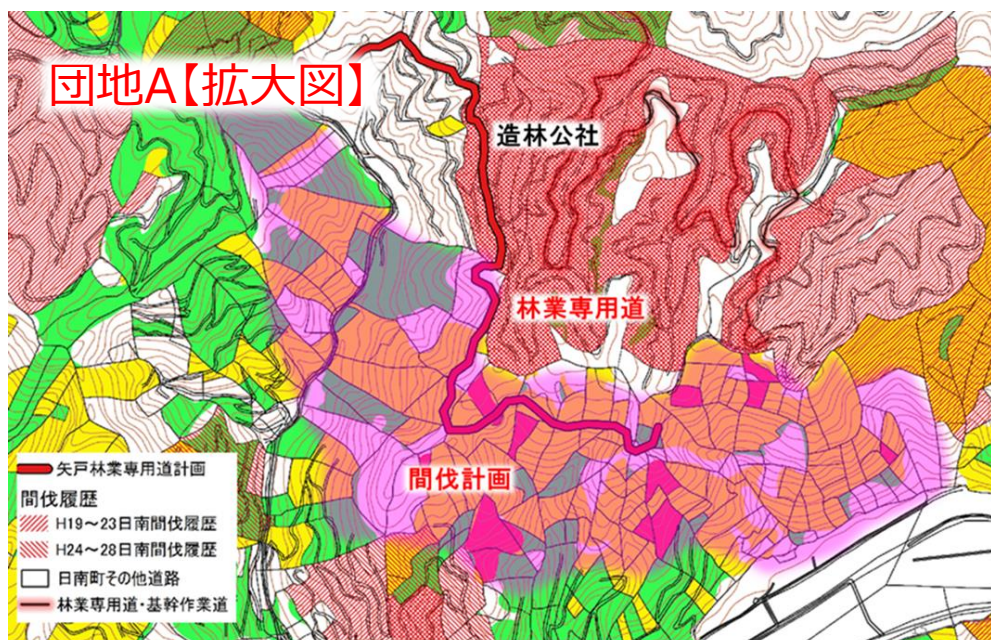 団地A【拡大図】
造林公社
林業専用道
間伐計画
矢戸林業専用道計画
間伐履歴
H19～23日南間伐履歴
H24～28日南間伐履歴
日南町その他道路
林業専用道・基幹作業道